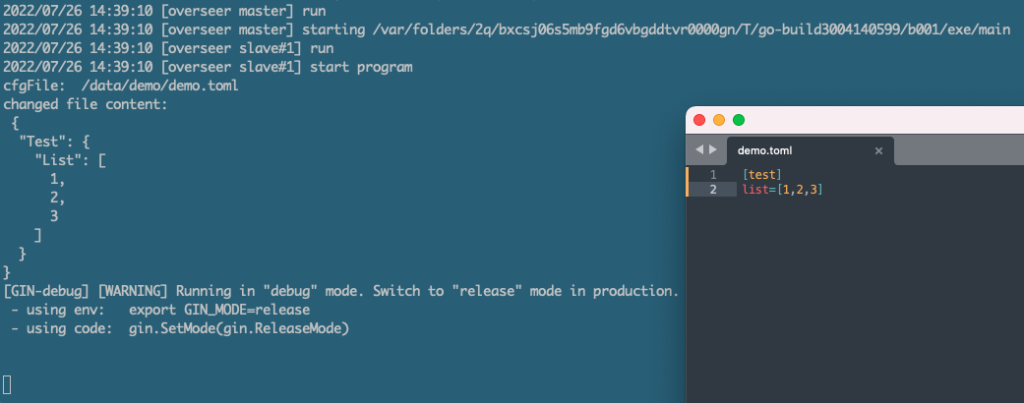 2022/07/26 14:39:10 [overseer master] run
2022/07/26 14:39:10 [overseer master] starting /var/folders/2q/bxcsj06s5mb9fgd6vbgddtvr0000gn/T/go-build3004140599/b001/exe/main
2022/07/26 14:39:10 [overseer slave#1] run
2022/07/26 14:39:10 [overseer slave#1] start program
cfgFile:  /data/demo/demo.toml
changed file content:
 {
  "Test": {
    "List": [
      1,
      2,
      3
    ]
  }
}
[GIN-debug] [WARNING] Running in "debug" mode. Switch to "release" mode in production.
 - using env:   export GIN_MODE=release
 - using code:  gin.SetMode(gin.ReleaseMode)
demo.toml
1 [test]
2 list=[1,2,3]